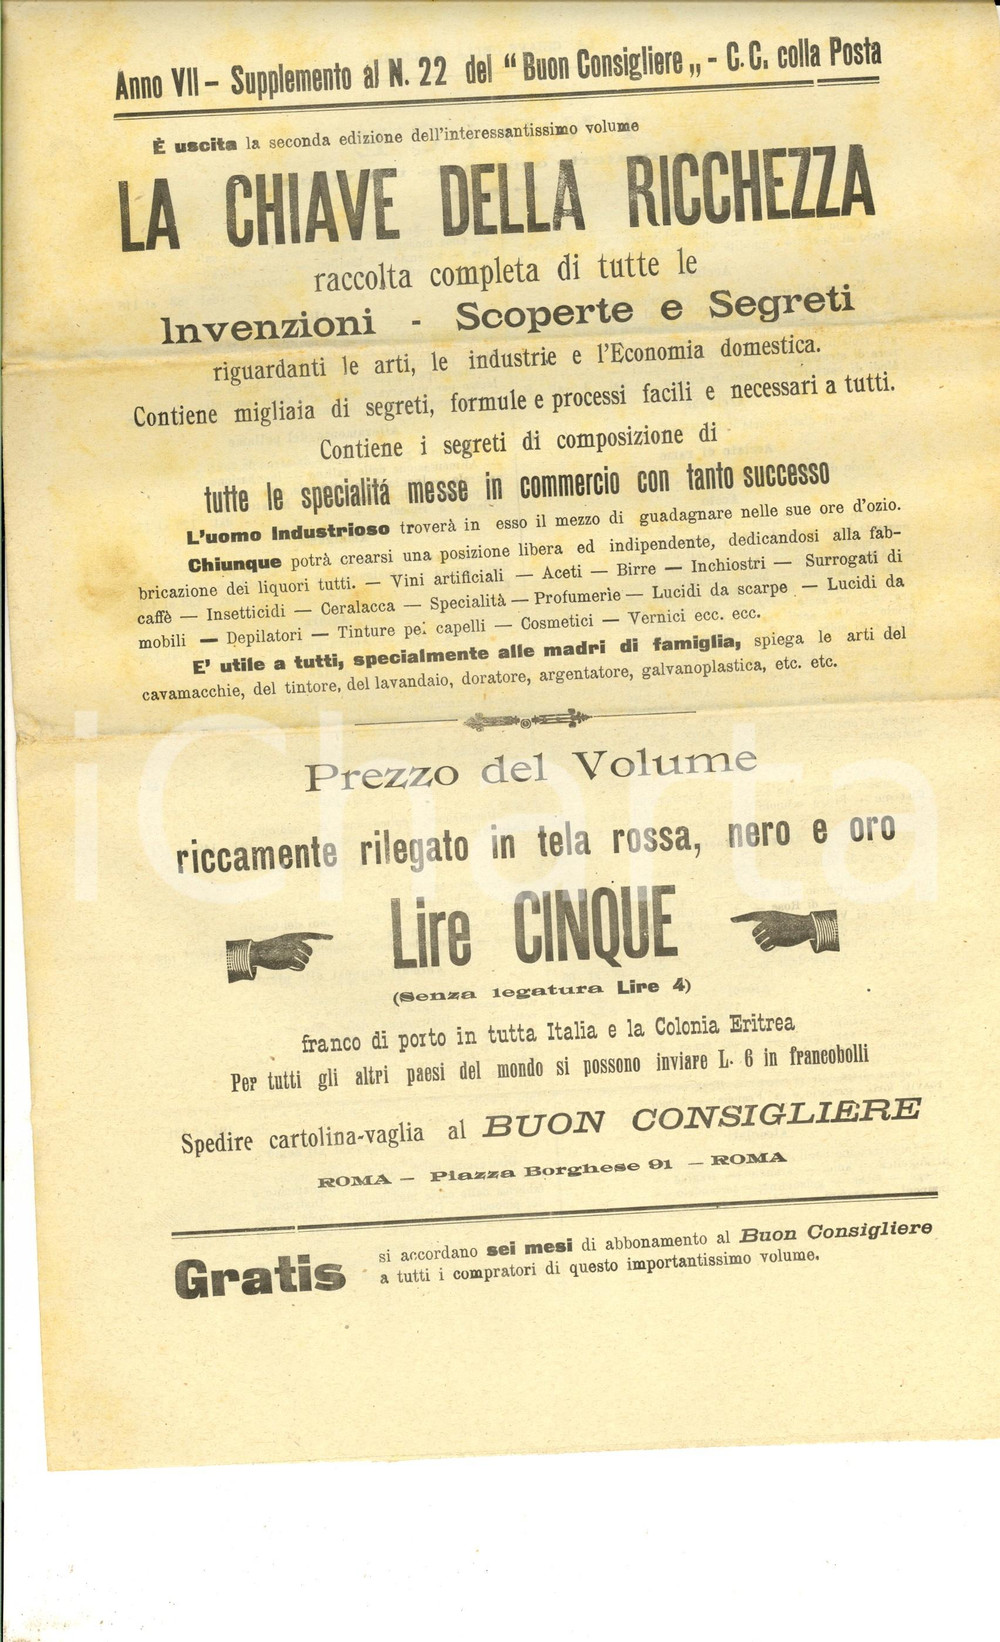 Anno VII – Supplemento al N. 22 del “ Buon Consigliere „ - C. C. colla Posta
È uscita la seconda edizione dell'interessantissimo volume
LA CHIAVE DELLA RICCHEZZA
raccolta completa di tutte le
Invenzioni - Scoperte e Segreti
riguardanti le arti, le industrie e l'Economia domestica.
Contiene migliaia di segreti, formule e processi facili e necessari a tutti.
Contiene i segreti di composizione di
tutte le specialitá messe in commercio con tanto successo
L'uomo Industrioso troverà in esso il mezzo di guadagnare nelle sue ore d'ozio.
Chiunque potrà crearsi una posizione libera ed indipendente, dedicandosi alla fab-
bricazione dei liquori tutti. — Vini artificiali — Aceti — Birre — Inchiostri — Surrogati di
caffè — Insetticidi — Ceralacca — Specialità — Profumerie — Lucidi da scarpe — Lucidi da
mobili — Depilatori — Tinture pei capelli — Cosmetici — Vernici ecc. ecc.
E' utile a tutti, specialmente alle madri di famiglia, spiega le arti del
cavamacchie, del tintore, del lavandaio, doratore, argentatore, galvanoplastica, etc. etc.
iCharta
Prezzo del Volume
riccamente rilegato in tela rossa, nero e oro
Lire CINQUE
(Senza legatura Lire 4)
franco di porto in tutta Italia e la Colonia Eritrea
Per tutti gli altri paesi del mondo si possono inviare L. 6 in francobolli
Spedire cartolina-vaglia al BUON CONSIGLIERE
ROMA — Piazza Borghese 91 — ROMA
Gratis si accordano sei mesi di abbonamento al Buon Consigliere
a tutti i compratori di questo importantissimo volume.